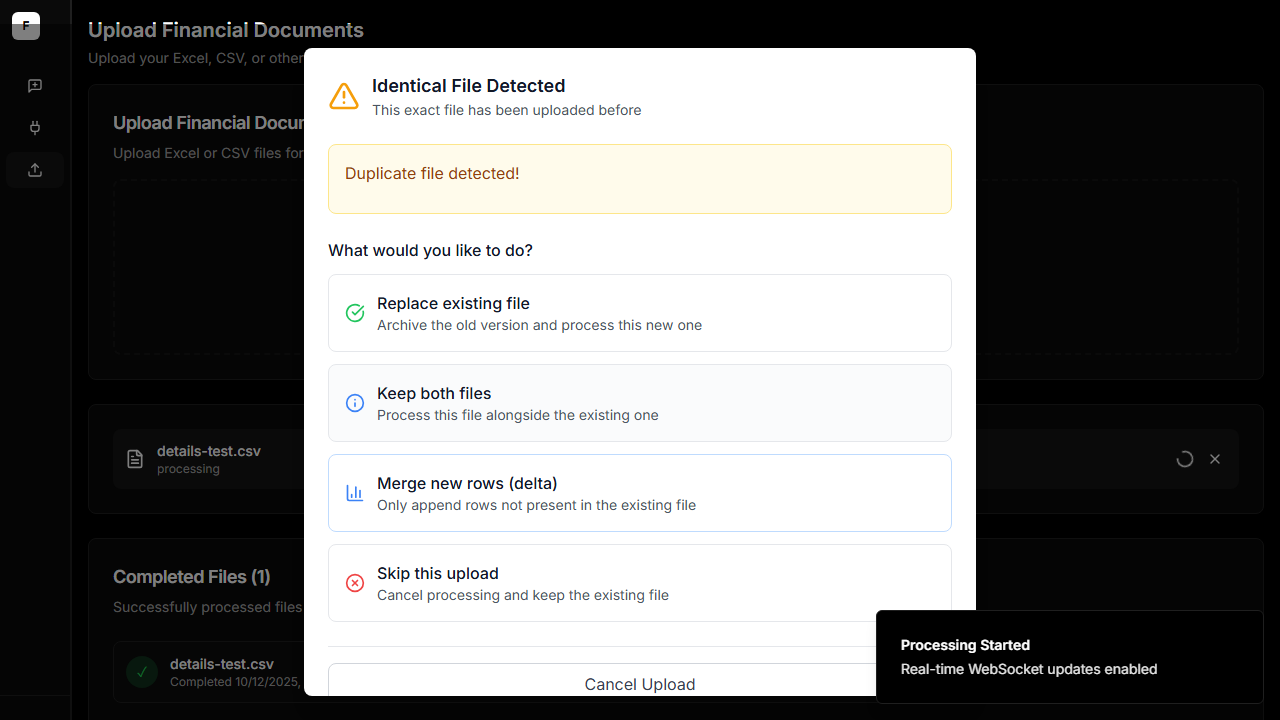 F
Upload Financial Documents
Upload your Excel, CSV, or other
Upload Financial Docum
Upload Excel or CSV files for
Identical File Detected
This exact file has been uploaded before
Duplicate file detected!
What would you like to do?
Replace existing file
Archive the old version and process this new one
Keep both files
Process this file alongside the existing one
Merge new rows (delta)
Only append rows not present in the existing file
Skip this upload
Cancel processing and keep the existing file
Cancel Upload
details-test.csv
processing
Completed Files (1)
Successfully processed files
details-test.csv
Completed 10/12/2025,
Processing Started
Real-time WebSocket updates enabled